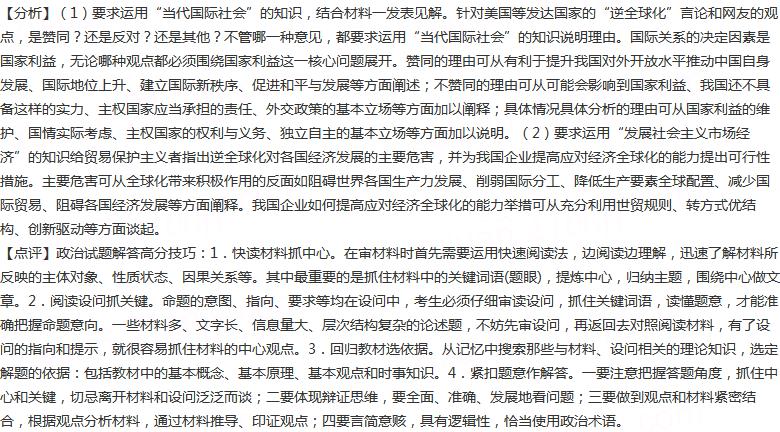 【分析】（1）要求运用“当代国际社会”的知识，结合材料一发表见解。针对美国等发达国家的“逆全球化”言论和网友的观
点，是赞同？还是反对？还是其他？不管哪一种意见，都要求运用“当代国际社会”的知识说明理由。国际关系的决定因素是
国家利益，无论哪种观点都必须围绕国家利益这一核心问题展开。赞同的理由可从有利于提升我国对外开放水平推动中国自身
发展、国际地位上升、建立国际新秩序、促进和平与发展等方面阐述；不赞同的理由可从可能会影响到国家利益、我国还不具
备这样的实力、主权国家应当承担的责任、外交政策的基本立场等方面加以阐释；具体情况具体分析的理由可从国家利益的维
护、国情实际考虑、主权国家的权利与义务、独立自主的基本立场等方面加以说明。（2）要求运用“发展社会主义市场经
济”的知识给贸易保护主义者指出逆全球化对各国经济发展的主要危害，并为我国企业提高应对经济全球化的能力提出可行性
措施。主要危害可从全球化带来积极作用的反面如阻碍世界各国生产力发展、削弱国际分工、降低生产要素全球配置、减少国
际贸易、阻碍各国经济发展等方面阐释。我国企业如何提高应对经济全球化的能力举措可从充分利用世贸规则、转方式优结
构、创新驱动等方面谈起。
【点评】政治试题解答高分技巧：1．快读材料抓中心。在审材料时首先需要运用快速阅读法，边阅读边理解，迅速了解材料所
反映的主体对象、性质状态、因果关系等。其中最重要的是抓住材料中的关键词语(题眼)，提炼中心，归纳主题，围绕中心做文
章。2．阅读设问抓关键。命题的意图、指向、要求等均在设问中，考生必须仔细审读设问，抓住关键词语，读懂题意，才能准
确把握命题意向。一些材料多、文字长、信息量大、层次结构复杂的论述题，不妨先审设问，再返回去对照阅读材料，有了设
问的指向和提示，就很容易抓住材料的中心观点。3．回归教材选依据。从记忆中搜索那些与材料、设问相关的理论知识，选定
解题的依据：包括教材中的基本概念、基本原理、基本观点和时事知识。4．紧扣题意作解答。一要注意把握答题角度，抓住中
心和关键，切忌离开材料和设问泛泛而谈；二要体现辩证思维，要全面、准确、发展地看问题；三要做到观点和材料紧密结
合，根据观点分析材料，通过材料推导、印证观点；四要言简意赅，具有逻辑性，恰当使用政治术语。